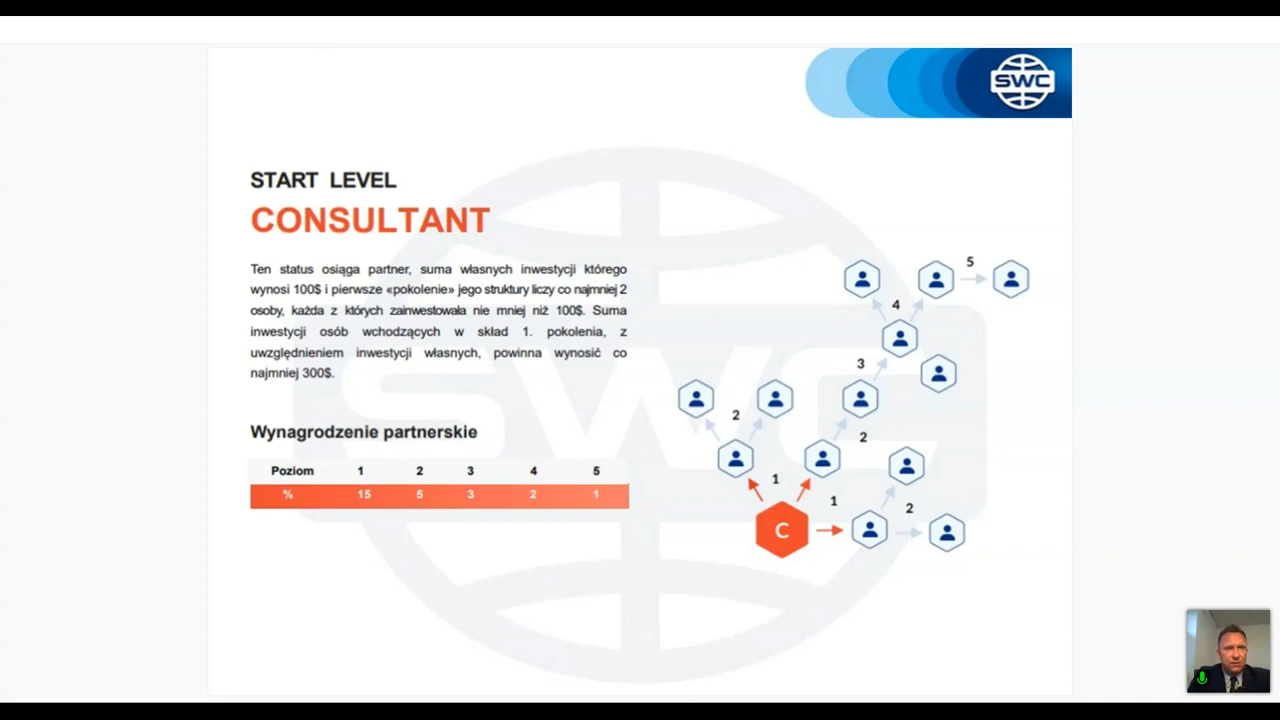 SWC
START LEVEL
CONSULTANT
Ten status osiąga partner, suma własnych inwestycji którego
wynosi 100$ i pierwsze «pokolenie» jego struktury liczy co najmniej 2
osoby, każda z których zainwestowała nie mniej niż 100$. Suma
inwestycji osób wchodzących w skład 1. pokolenia, z
uwzględnieniem inwestycji własnych, powinna wynosić co
najmniej 300$.
Wynagrodzenie partnerskie
Poziom 1 2 3 4 5
% 15 5 3 2 1
5
4
3
2
2
1
1
2
C
SWC